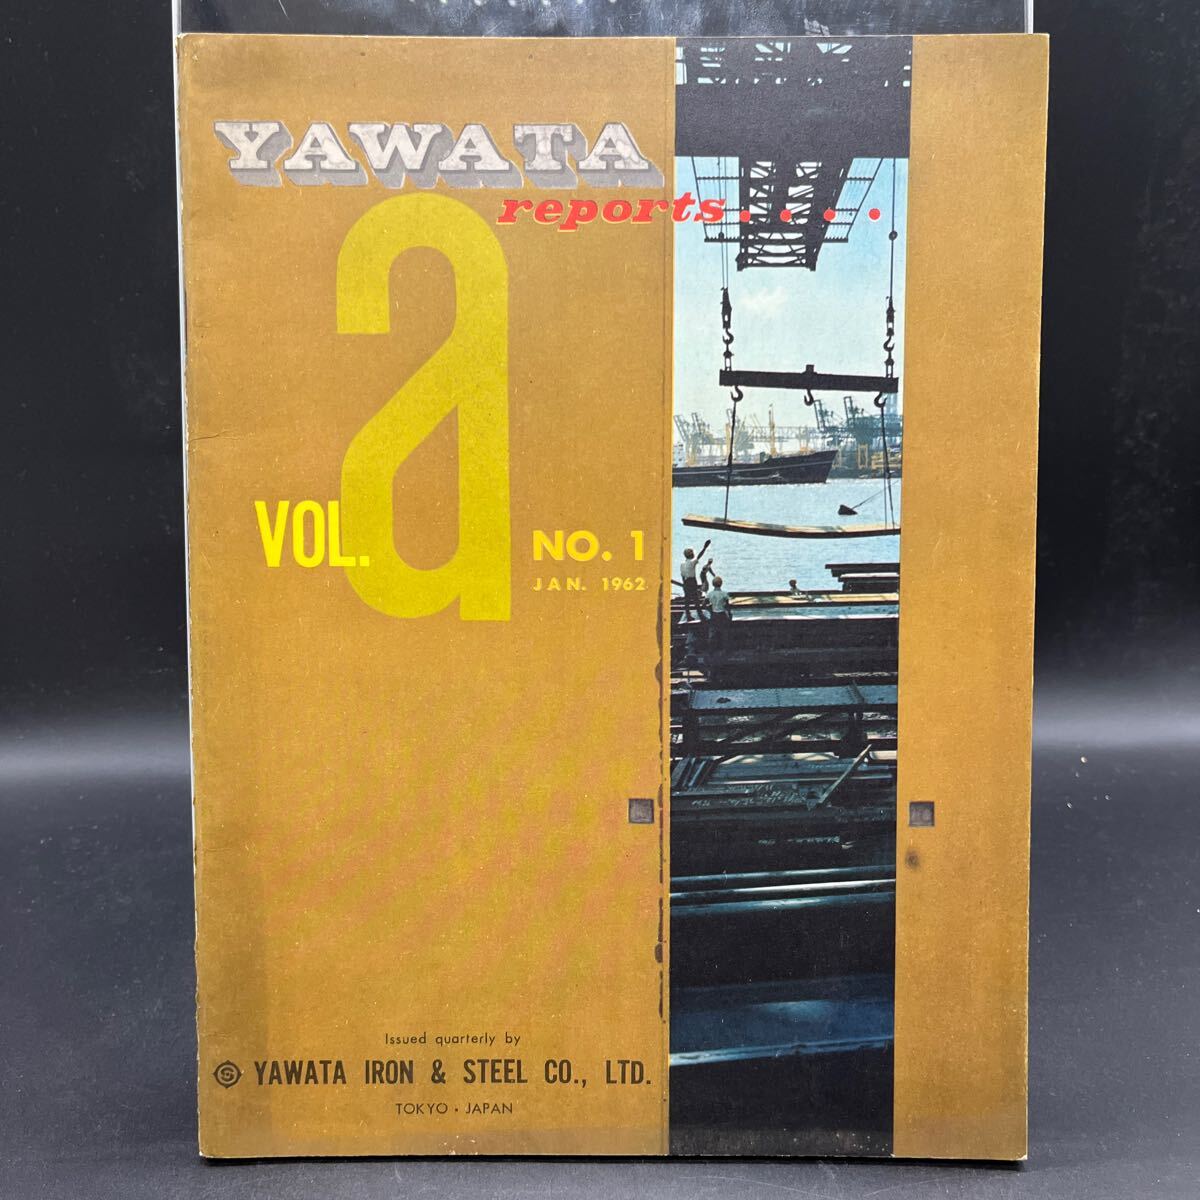 YAWATA
reports....
VOL. a NO. 1
JAN. 1962
Issued quarterly by
YAWATA IRON & STEEL CO., LTD.
TOKYO • JAPAN